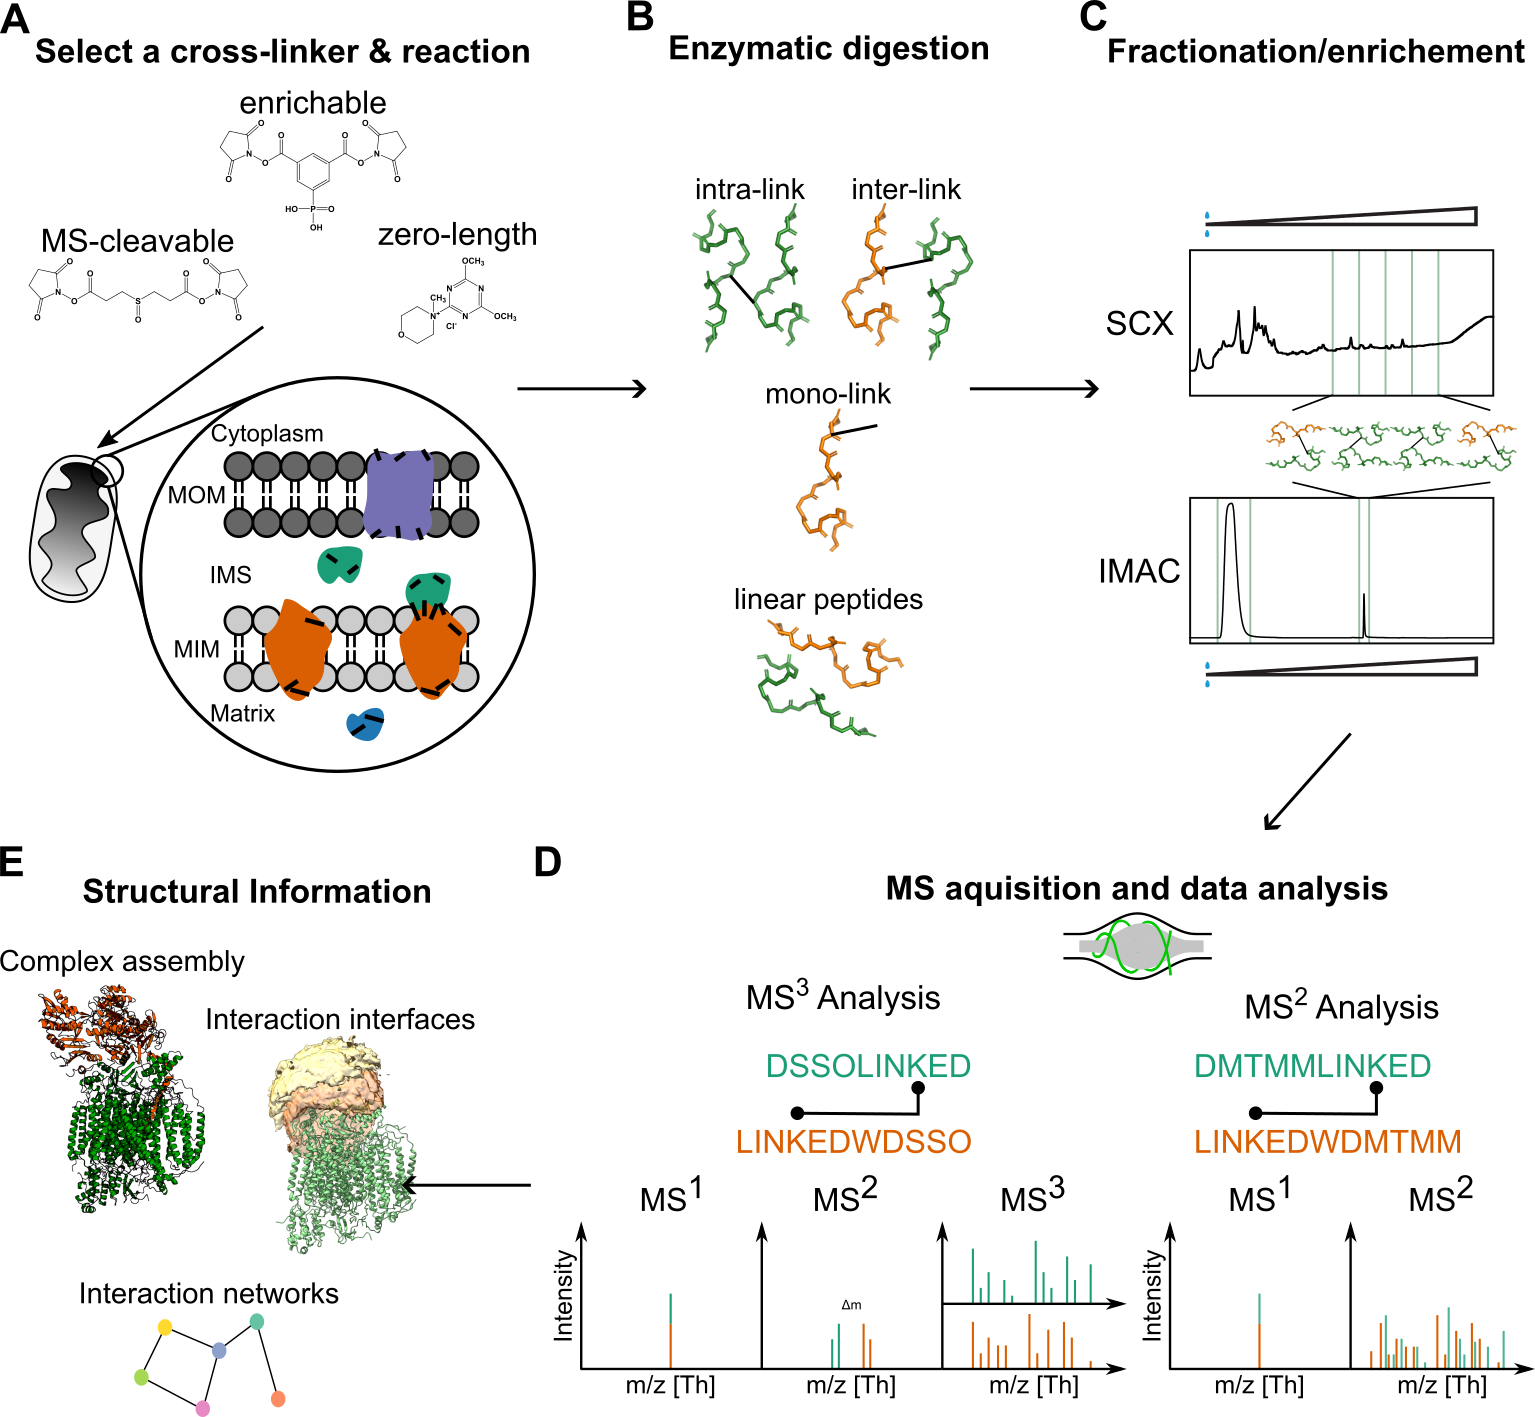 A
Select a cross-linker & reaction
enrichable
O
O
O
O
N
O
O
N
O
O
HO
P
O
OH
MS-cleavable
zero-length
O
O
O
O
N
O
S
O
N
O
O
O
OCH3
N
N
CH3
N+
N
OCH3
O
Cl-
Cytoplasm
MOM
IMS
MIM
Matrix
B
Enzymatic digestion
intra-link
inter-link
mono-link
linear peptides
C
Fractionation/enrichement
SCX
IMAC
D
MS aquisition and data analysis
MS3 Analysis
MS2 Analysis
DSSOLINKED
DMTMMLINKED
LINKEDWDSSO
LINKEDWDMTMM
MS1
MS2
MS3
MS1
MS2
Intensity
Δm
Intensity
m/z [Th]
m/z [Th]
m/z [Th]
m/z [Th]
m/z [Th]
E
Structural Information
Complex assembly
Interaction interfaces
Interaction networks